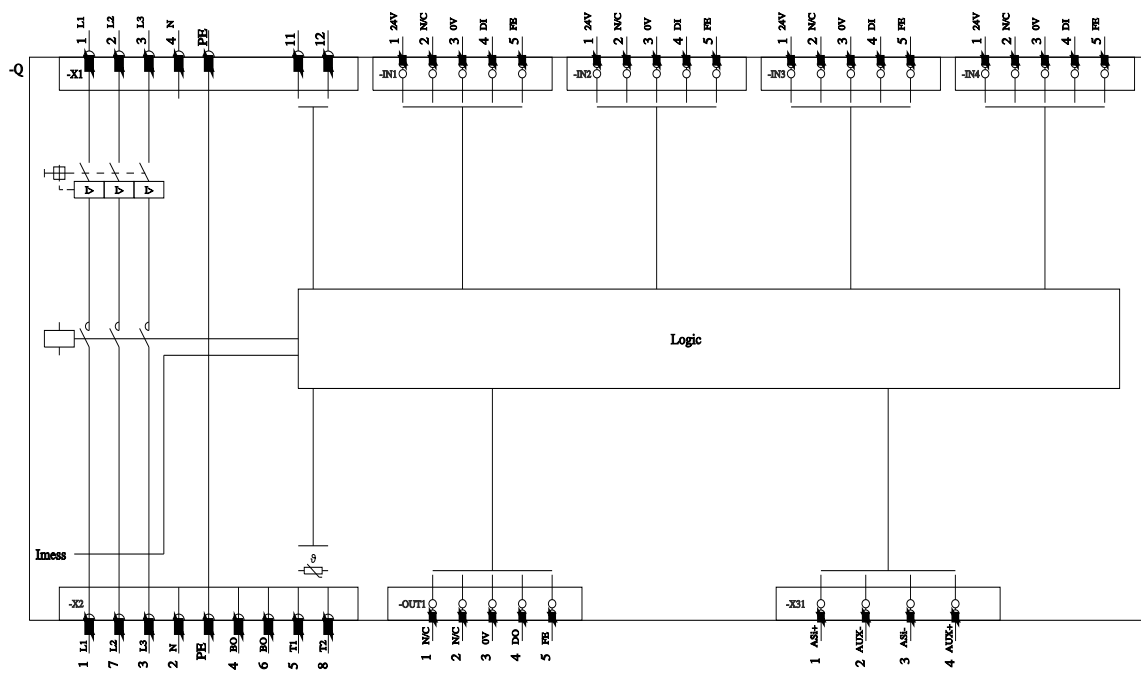 1 L1
2 L2
3 L3
4 N
PE
11
12
1 24V
2 N/C
3 0V
4 DI
5 FE
1 24V
2 N/C
3 0V
4 DI
5 FE
1 24V
2 N/C
3 0V
4 DI
5 FE
1 24V
2 N/C
3 0V
4 DI
5 FE
-Q
-X1
-IN1
-IN2
-IN3
-IN4
I>
I>
I>
Logic
Imess
ϑ
-X2
-OUT1
-X31
1 L1
7 L2
3 L3
2 N
PE
4 BO
6 BO
5 T1
8 T2
1 N/C
2 N/C
3 0V
4 DO
5 FE
1 ASi+
2 AUX-
3 ASi-
4 AUX+